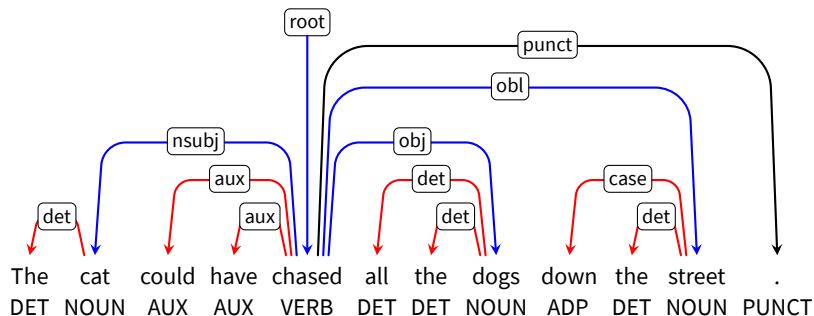 root
punct
obl
nsubj obj
aux det case
det aux det det
The cat could have chased all the dogs down the street .
DET NOUN AUX AUX VERB DET DET NOUN ADP DET NOUN PUNCT